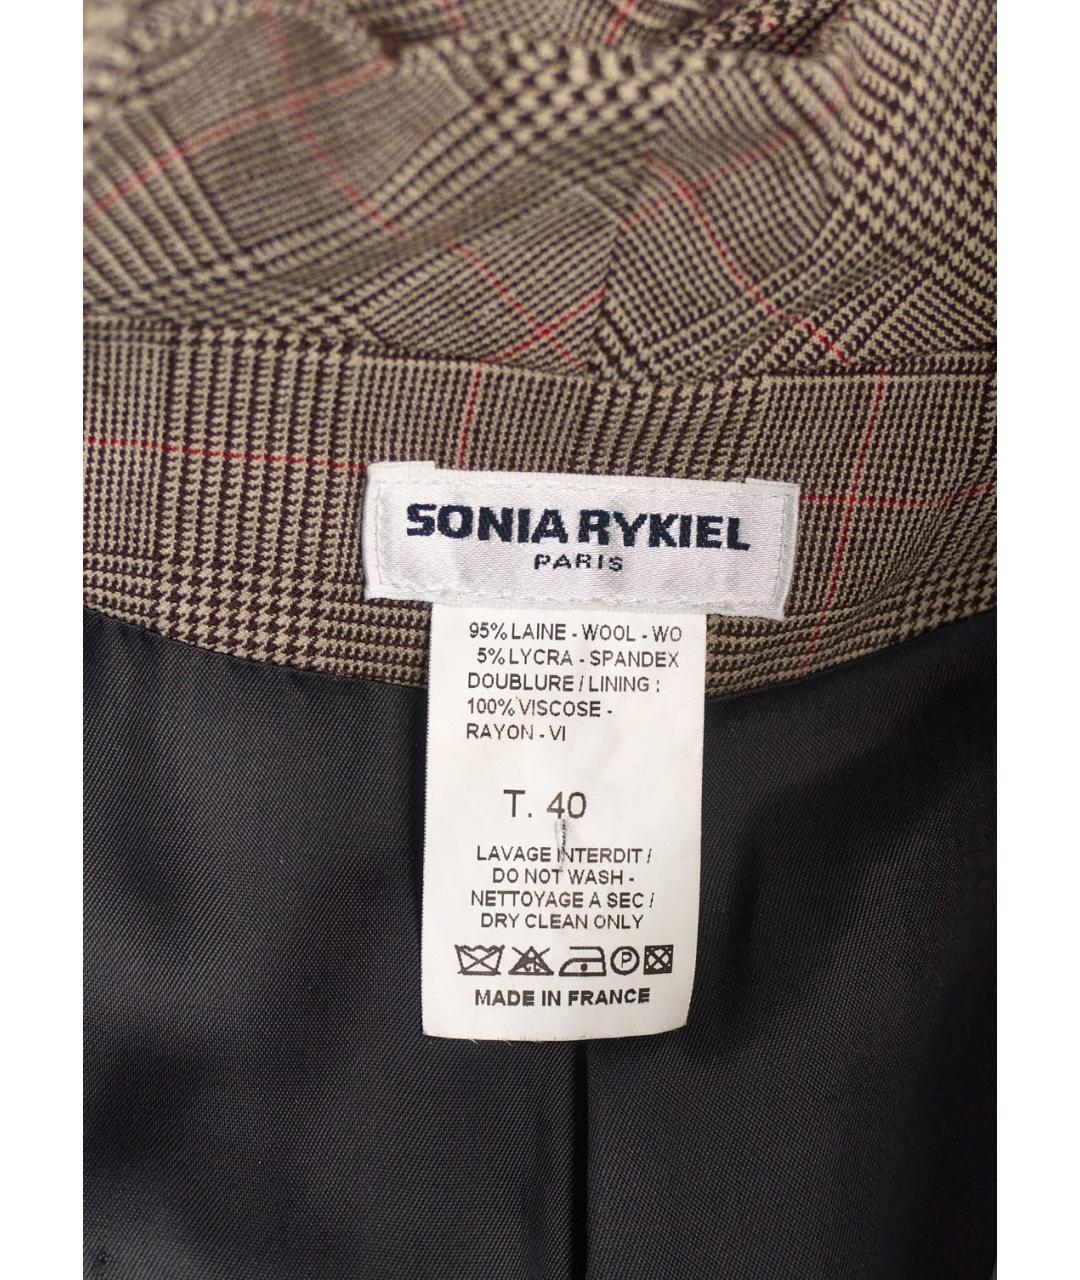 SONIA RYKIEL
PARIS
95% LAINE - WOOL - WO
5% LYCRA - SPANDEX
DOUBLURE / LINING :
100% VISCOSE -
RAYON - VI
T. 40
LAVAGE INTERDIT /
DO NOT WASH -
NETTOYAGE A SEC /
DRY CLEAN ONLY
CL P
MADE IN FRANCE